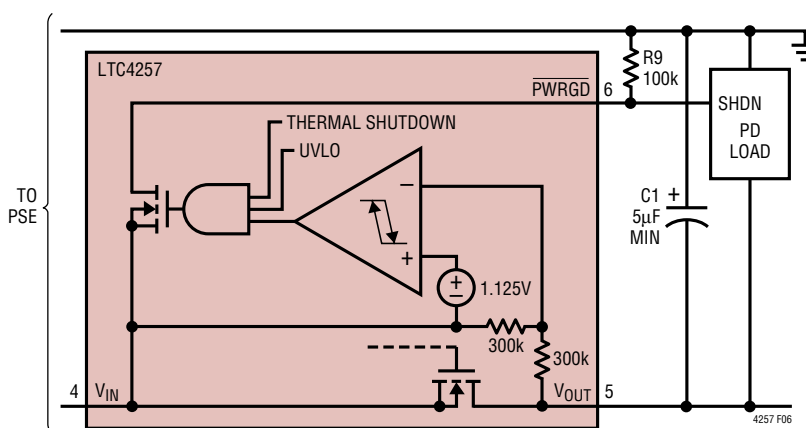 LTC4257
PWRGD
6
R9
100k
SHDN
PD
LOAD
THERMAL SHUTDOWN
UVLO
TO
PSE
−
+
+
−
1.125V
C1
+
5µF
MIN
300k
300k
4
VIN
VOUT
5
4257 F06